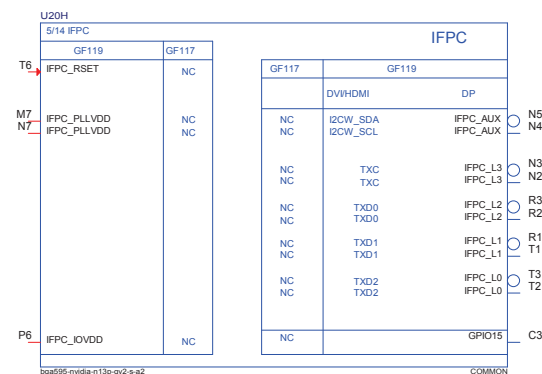 U20H
5/14 IFPC
IFPC
GF119 GF117
T6 IFPC_RSET NC
GF117 GF119
DVI/HDMI DP
M7 IFPC_PLLVDD NC
N7 IFPC_PLLVDD NC
NC I2CW_SDA IFPC_AUX N5
NC I2CW_SCL IFPC_AUX N4
NC TXC IFPC_L3 N3
NC TXC IFPC_L3 N2
NC TXD0 IFPC_L2 R3
NC TXD0 IFPC_L2 R2
NC TXD1 IFPC_L1 R1
NC TXD1 IFPC_L1 T1
NC TXD2 IFPC_L0 T3
NC TXD2 IFPC_L0 T2
P6 IFPC_IOVDD NC
NC GPIO15 C3
bga595-nvidia-n13p-gv2-s-a2 COMMON